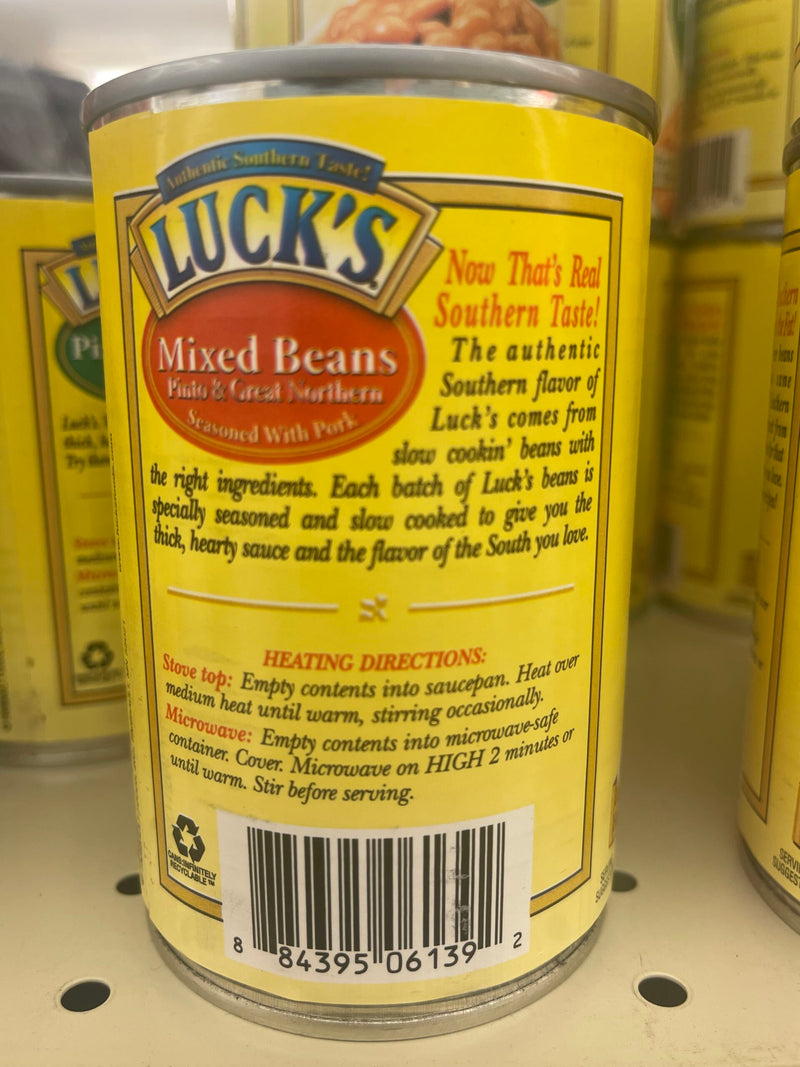 Authentic Southern Taste!
LUCK'S
Mixed Beans
Pinto & Great Northern
Seasoned With Pork
Now That's Real
Southern Taste!
The authentic
Southern flavor of
Luck's comes from
slow cookin' beans with
the right ingredients. Each batch of Luck's beans is
specially seasoned and slow cooked to give you the
thick, hearty sauce and the flavor of the South you love.
HEATING DIRECTIONS:
Stove top: Empty contents into saucepan. Heat over
medium heat until warm, stirring occasionally.
Microwave: Empty contents into microwave-safe
container. Cover. Microwave on HIGH 2 minutes or
until warm. Stir before serving.
CANS: INFINITELY
RECYCLABLE™
8 84395 06139 2